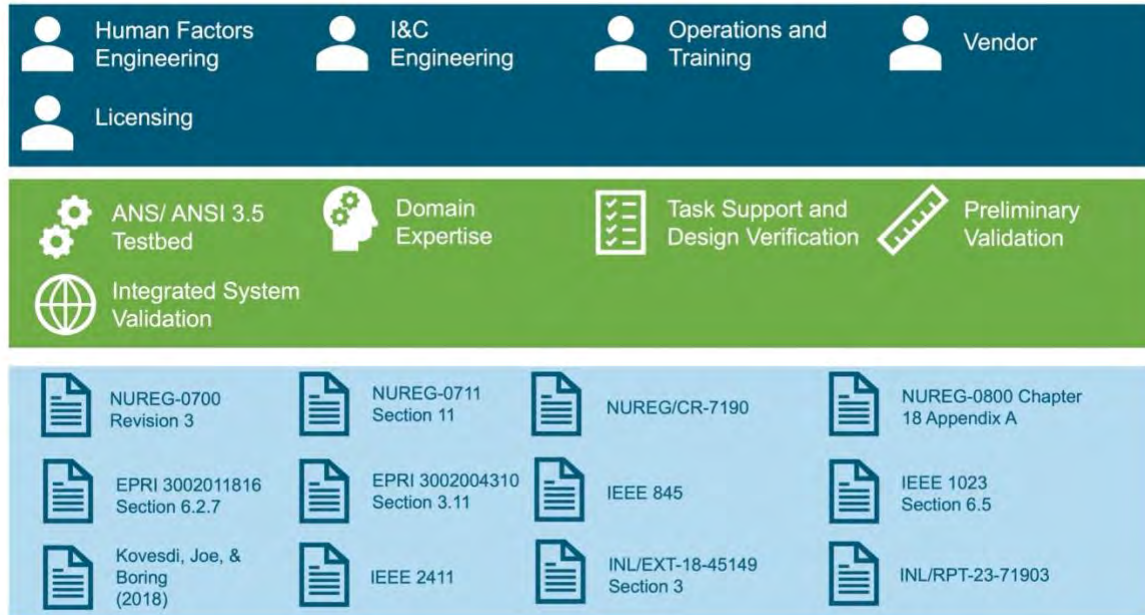 Human Factors
Engineering
I&C
Engineering
Operations and
Training
Vendor
Licensing
ANS/ ANSI 3.5
Testbed
Domain
Expertise
Task Support and
Design Verification
Preliminary
Validation
Integrated System
Validation
NUREG-0700
Revision 3
NUREG-0711
Section 11
NUREG/CR-7190
NUREG-0800 Chapter
18 Appendix A
EPRI 3002011816
Section 6.2.7
EPRI 3002004310
Section 3.11
IEEE 845
IEEE 1023
Section 6.5
Kovesdi, Joe, &
Boring
(2018)
IEEE 2411
INL/EXT-18-45149
Section 3
INL/RPT-23-71903